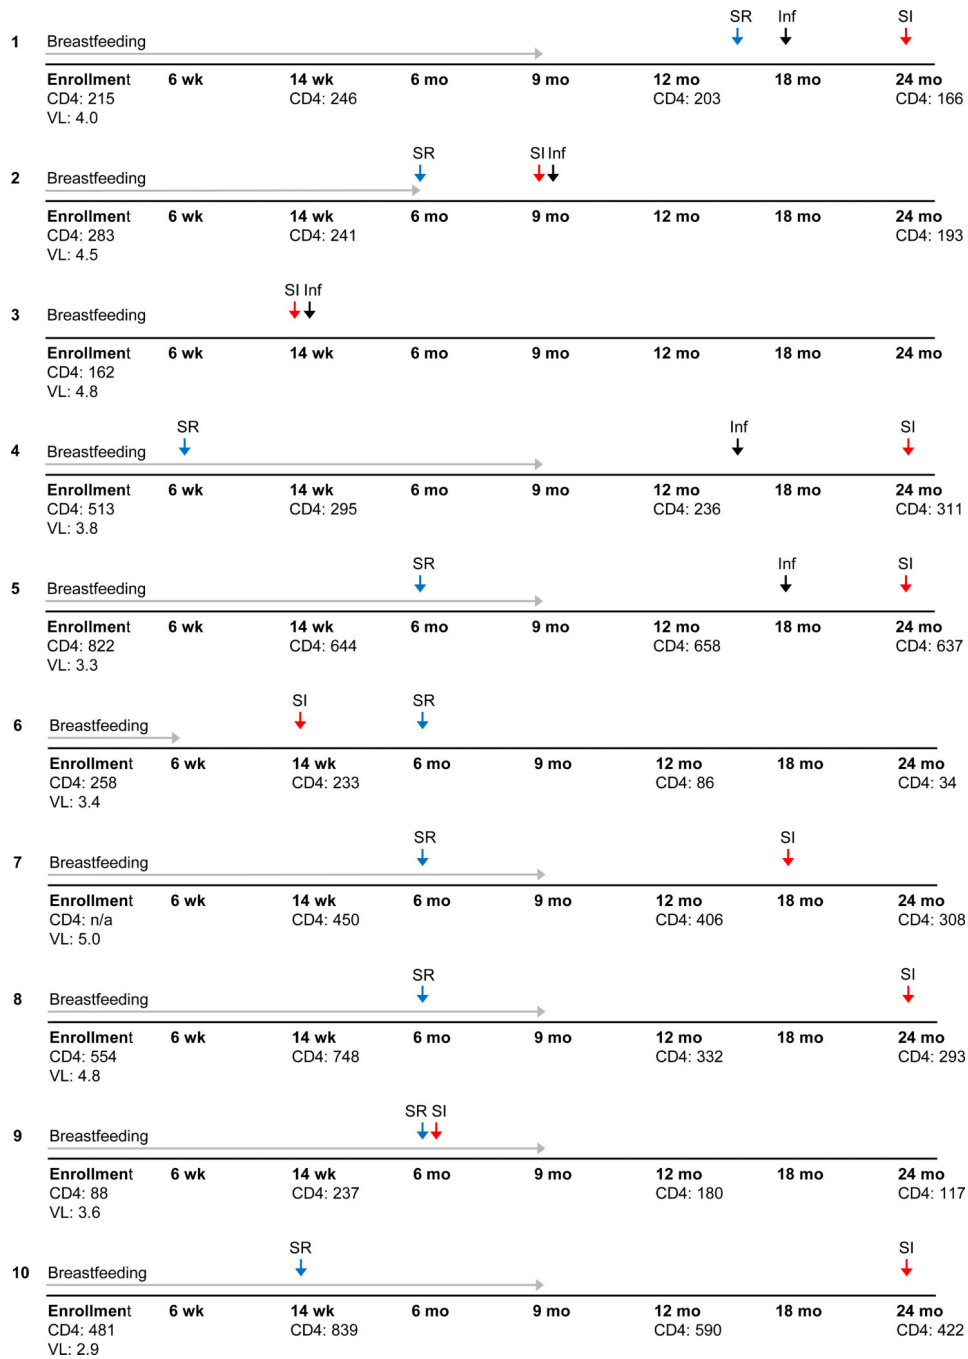 SR Inf SI
1 Breastfeeding
Enrollment 6 wk 14 wk 6 mo 9 mo 12 mo 18 mo 24 mo
CD4: 215 CD4: 246 CD4: 203 CD4: 166
VL: 4.0
SR SI Inf
2 Breastfeeding
Enrollment 6 wk 14 wk 6 mo 9 mo 12 mo 18 mo 24 mo
CD4: 283 CD4: 241 CD4: 193
VL: 4.5
SI Inf
3 Breastfeeding
Enrollment 6 wk 14 wk 6 mo 9 mo 12 mo 18 mo 24 mo
CD4: 162
VL: 4.8
SR Inf SI
4 Breastfeeding
Enrollment 6 wk 14 wk 6 mo 9 mo 12 mo 18 mo 24 mo
CD4: 513 CD4: 295 CD4: 236 CD4: 311
VL: 3.8
SR Inf SI
5 Breastfeeding
Enrollment 6 wk 14 wk 6 mo 9 mo 12 mo 18 mo 24 mo
CD4: 822 CD4: 644 CD4: 658 CD4: 637
VL: 3.3
SI SR
6 Breastfeeding
Enrollment 6 wk 14 wk 6 mo 9 mo 12 mo 18 mo 24 mo
CD4: 258 CD4: 233 CD4: 86 CD4: 34
VL: 3.4
SR SI
7 Breastfeeding
Enrollment 6 wk 14 wk 6 mo 9 mo 12 mo 18 mo 24 mo
CD4: n/a CD4: 450 CD4: 406 CD4: 308
VL: 5.0
SR SI
8 Breastfeeding
Enrollment 6 wk 14 wk 6 mo 9 mo 12 mo 18 mo 24 mo
CD4: 554 CD4: 748 CD4: 332 CD4: 293
VL: 4.8
SR SI
9 Breastfeeding
Enrollment 6 wk 14 wk 6 mo 9 mo 12 mo 18 mo 24 mo
CD4: 88 CD4: 237 CD4: 180 CD4: 117
VL: 3.6
SR SI
10 Breastfeeding
Enrollment 6 wk 14 wk 6 mo 9 mo 12 mo 18 mo 24 mo
CD4: 481 CD4: 839 CD4: 590 CD4: 422
VL: 2.9